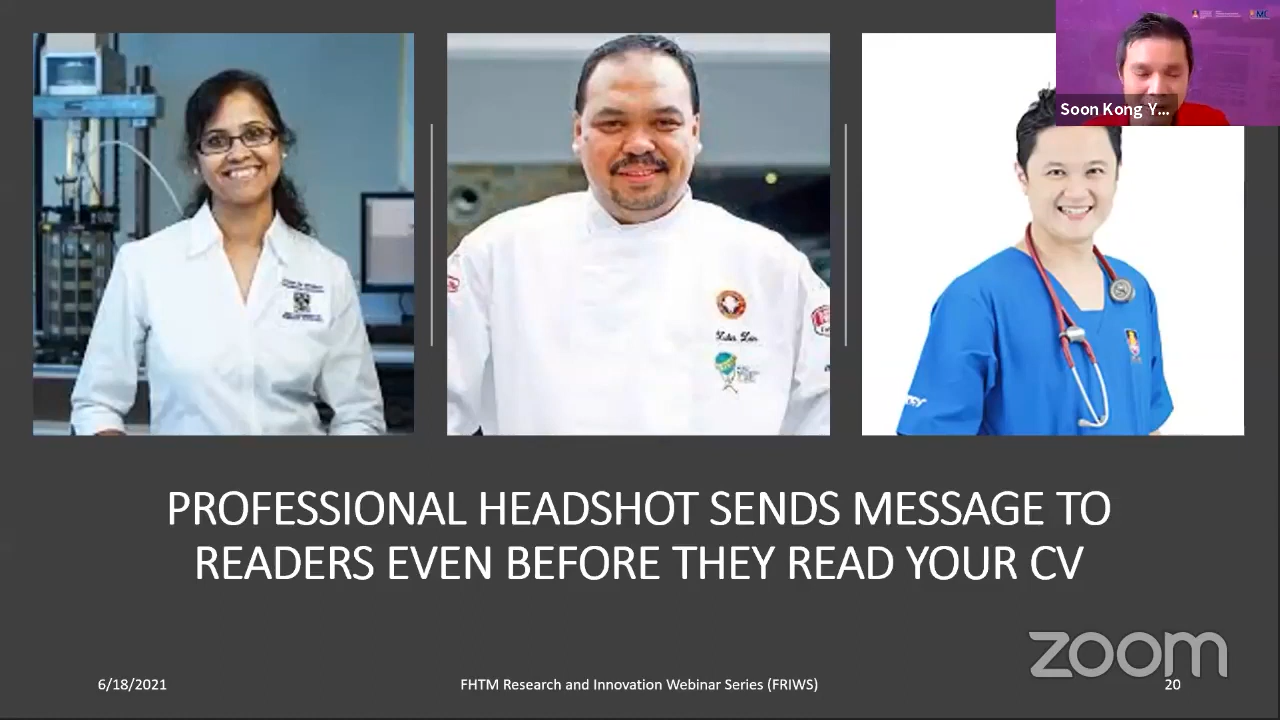 Soon Kong Y...
PROFESSIONAL HEADSHOT SENDS MESSAGE TO
READERS EVEN BEFORE THEY READ YOUR CV
zoom
6/18/2021
FHTM Research and Innovation Webinar Series (FRIWS)
20